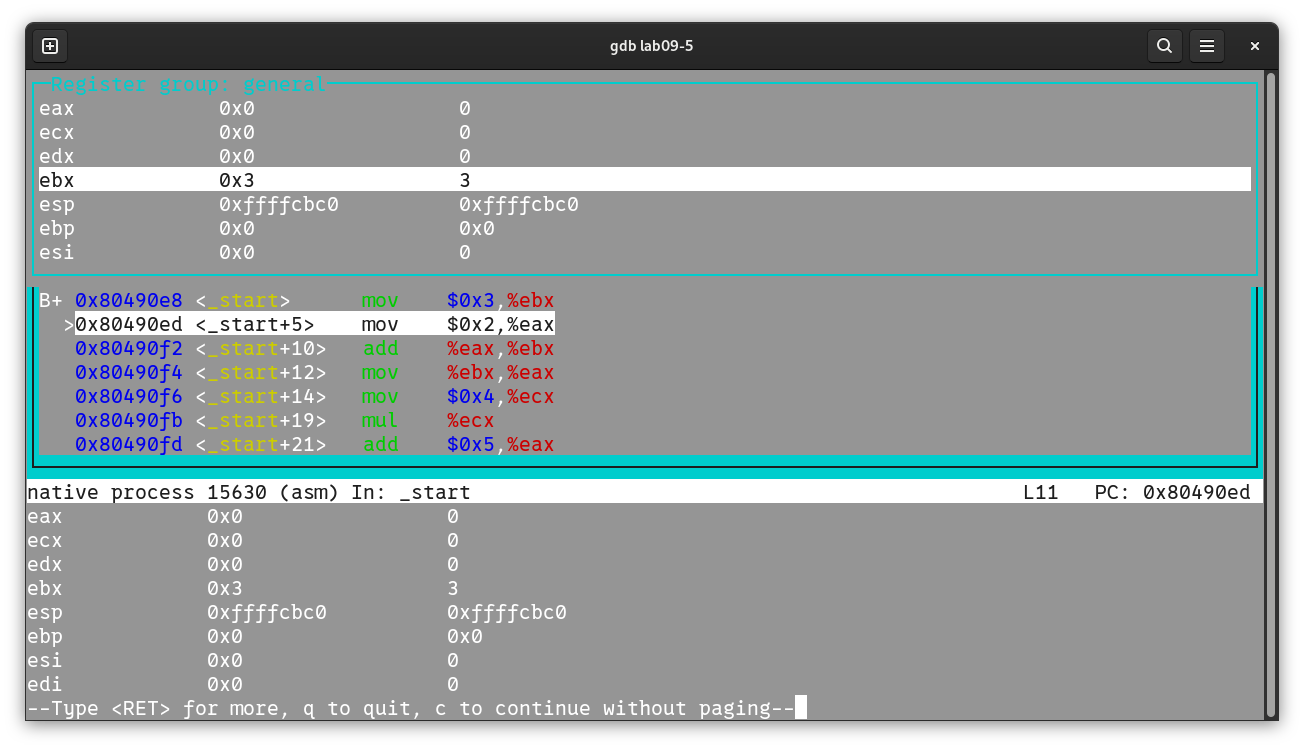 gdb lab09-5
Register group: general
eax 0x0 0
ecx 0x0 0
edx 0x0 0
ebx 0x3 3
esp 0xffffcbc0 0xffffcbc0
ebp 0x0 0x0
esi 0x0 0
B+ 0x80490e8 <_start> mov $0x3,%ebx
>0x80490ed <_start+5> mov $0x2,%eax
0x80490f2 <_start+10> add %eax,%ebx
0x80490f4 <_start+12> mov %ebx,%eax
0x80490f6 <_start+14> mov $0x4,%ecx
0x80490fb <_start+19> mul %ecx
0x80490fd <_start+21> add $0x5,%eax
native process 15630 (asm) In: _start L11 PC: 0x80490ed
eax 0x0 0
ecx 0x0 0
edx 0x0 0
ebx 0x3 3
esp 0xffffcbc0 0xffffcbc0
ebp 0x0 0x0
esi 0x0 0
edi 0x0 0
--Type <RET> for more, q to quit, c to continue without paging--